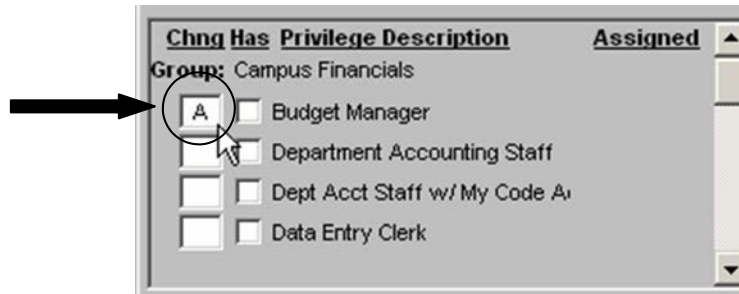 Chng Has Privilege Description Assigned
Group: Campus Financials
A Budget Manager
Department Accounting Staff
Dept Acct Staff w/ My Code
Data Entry Clerk